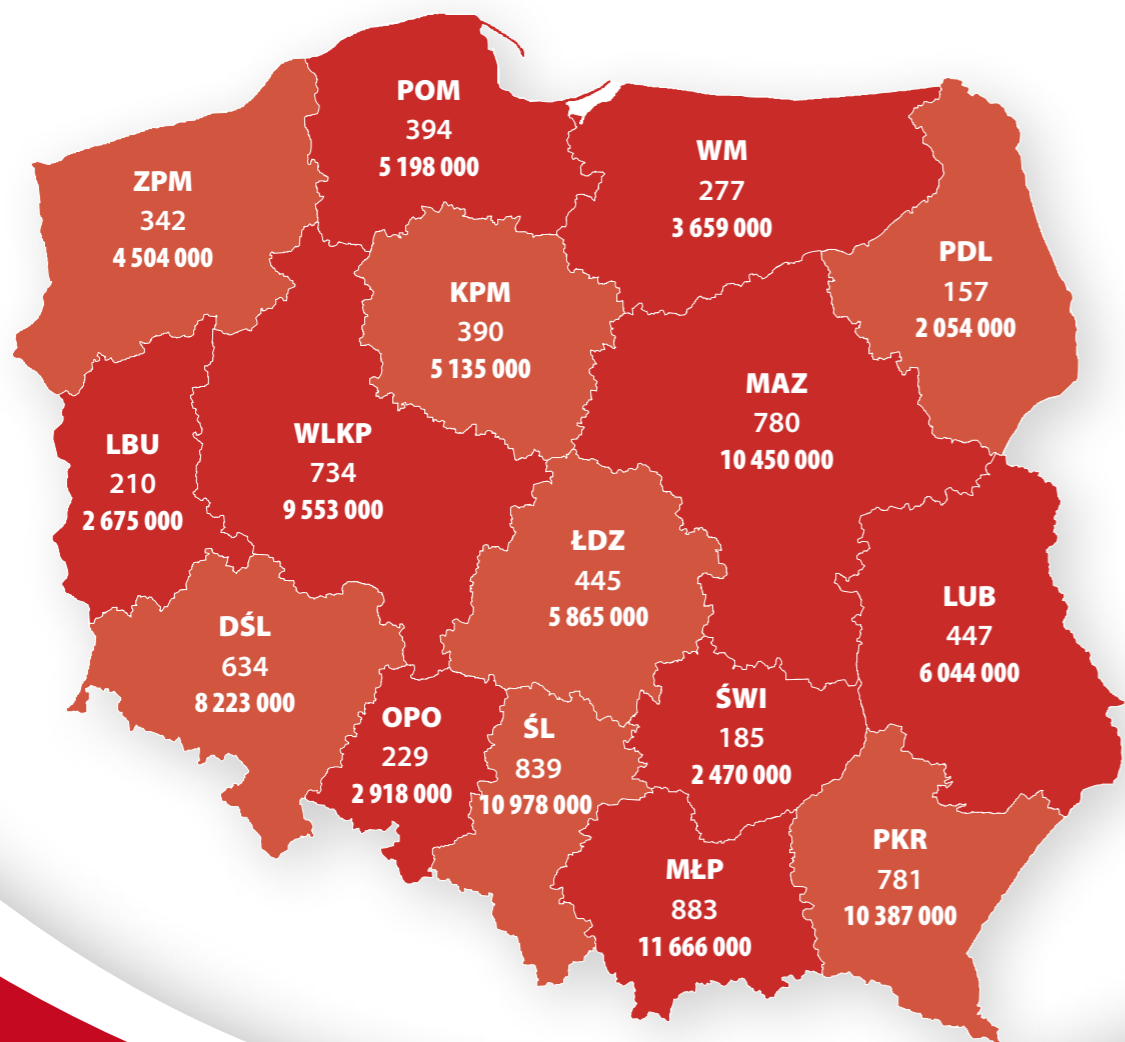 POM
394
5 198 000
WM
277
3 659 000
ZPM
342
4 504 000
PDL
157
2 054 000
KPM
390
5 135 000
MAZ
780
10 450 000
LBU
210
2 675 000
WLKP
734
9 553 000
ŁDZ
445
5 865 000
LUB
447
6 044 000
DŚL
634
8 223 000
OPO
229
2 918 000
ŚL
839
10 978 000
ŚWI
185
2 470 000
MŁP
883
11 666 000
PKR
781
10 387 000